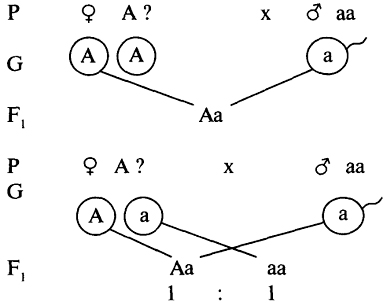 P ♀ A ? x ♂ aa
G A A a
F₁ Aa
P ♀ A ? x ♂ aa
G A a a
F₁ Aa aa
1 : 1